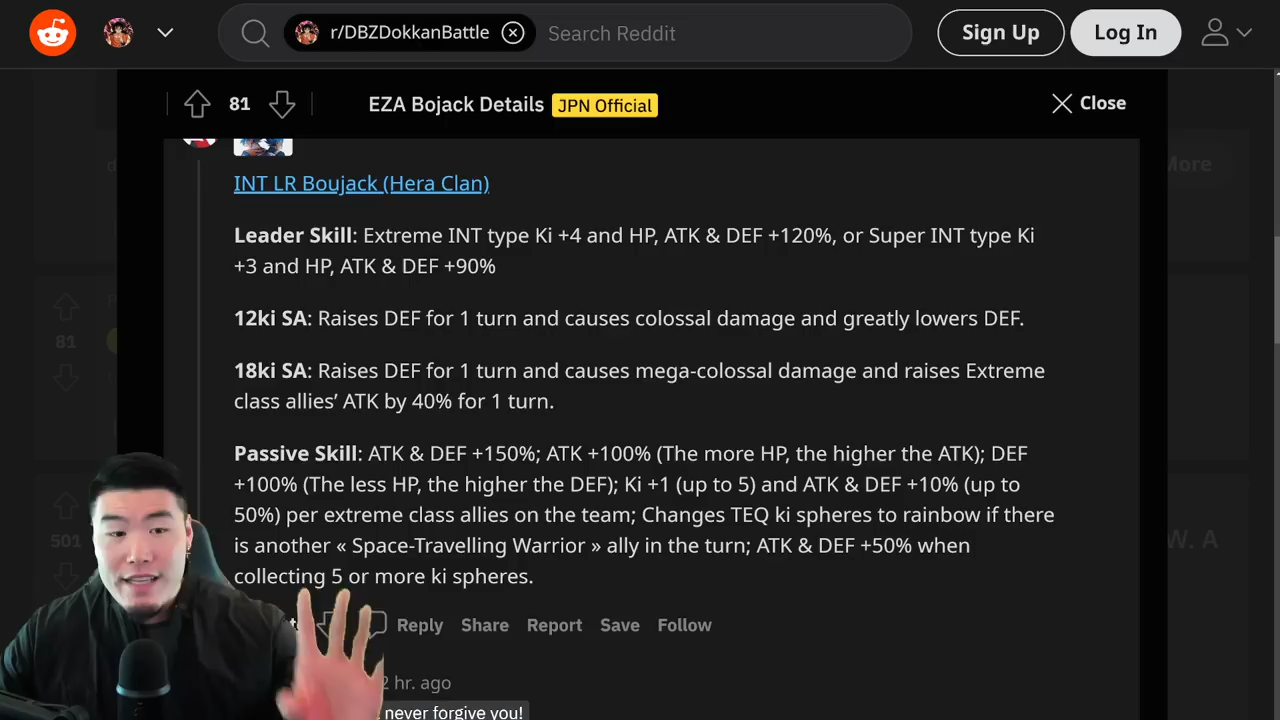 r/DBZDokkanBattle
Search Reddit
Sign Up
Log In
81
EZA Bojack Details JPN Official
Close
More
INT LR Boujack (Hera Clan)
Leader Skill: Extreme INT type Ki +4 and HP, ATK & DEF +120%, or Super INT type Ki
+3 and HP, ATK & DEF +90%
12ki SA: Raises DEF for 1 turn and causes colossal damage and greatly lowers DEF.
81
18ki SA: Raises DEF for 1 turn and causes mega-colossal damage and raises Extreme
class allies’ ATK by 40% for 1 turn.
Passive Skill: ATK & DEF +150%; ATK +100% (The more HP, the higher the ATK); DEF
+100% (The less HP, the higher the DEF); Ki +1 (up to 5) and ATK & DEF +10% (up to
50%) per extreme class allies on the team; Changes TEQ ki spheres to rainbow if there
is another « Space-Travelling Warrior » ally in the turn; ATK & DEF +50% when
collecting 5 or more ki spheres.
501
W. A
Reply Share Report Save Follow
2 hr. ago
never forgive you!